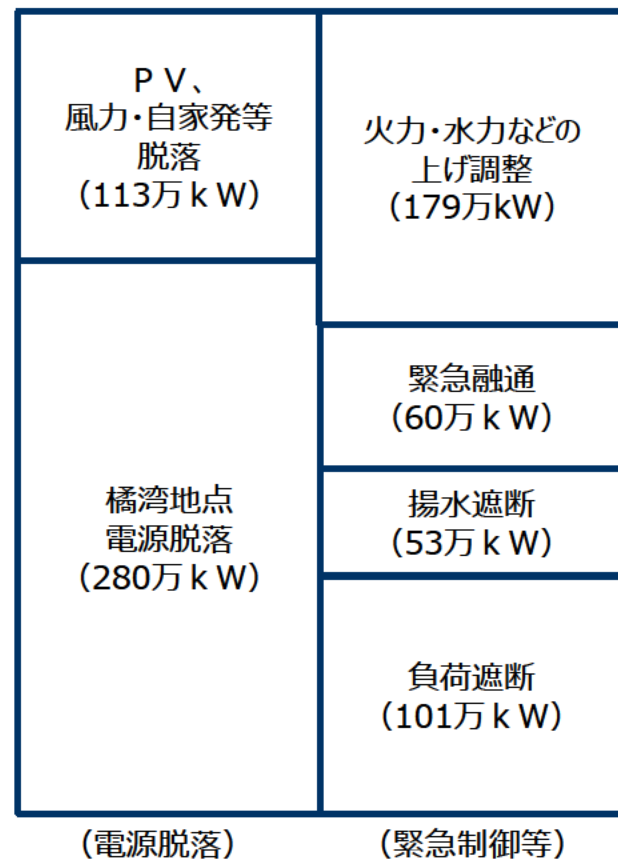 ＰＶ、
風力・自家発等
脱落
（113万ｋＷ）
橘湾地点
電源脱落
（280万ｋＷ）
火力・水力などの
上げ調整
（179万kW）
緊急融通
（60万ｋＷ）
揚水遮断
（53万ｋＷ）
負荷遮断
（101万ｋＷ）
（電源脱落）
（緊急制御等）